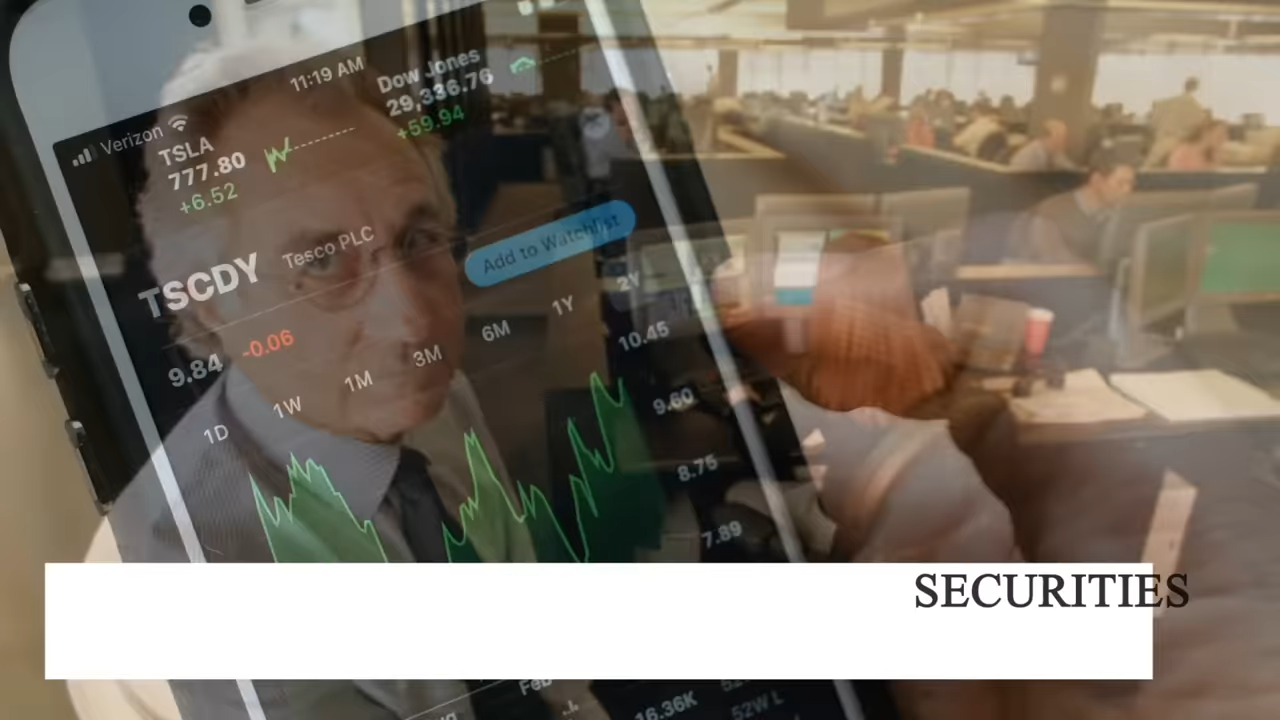 11:19 AM
Verizon
TSLA
777.80
+6.52
Dow Jones
29,336.76
+59.94
TSCDY Tesco PLC
Add to Watchlist
9.84 -0.06
1D 1W 1M 3M 6M 1Y 2Y
10.45
9.60
8.75
7.89
SECURITIES
Feb
16.36K
52W L